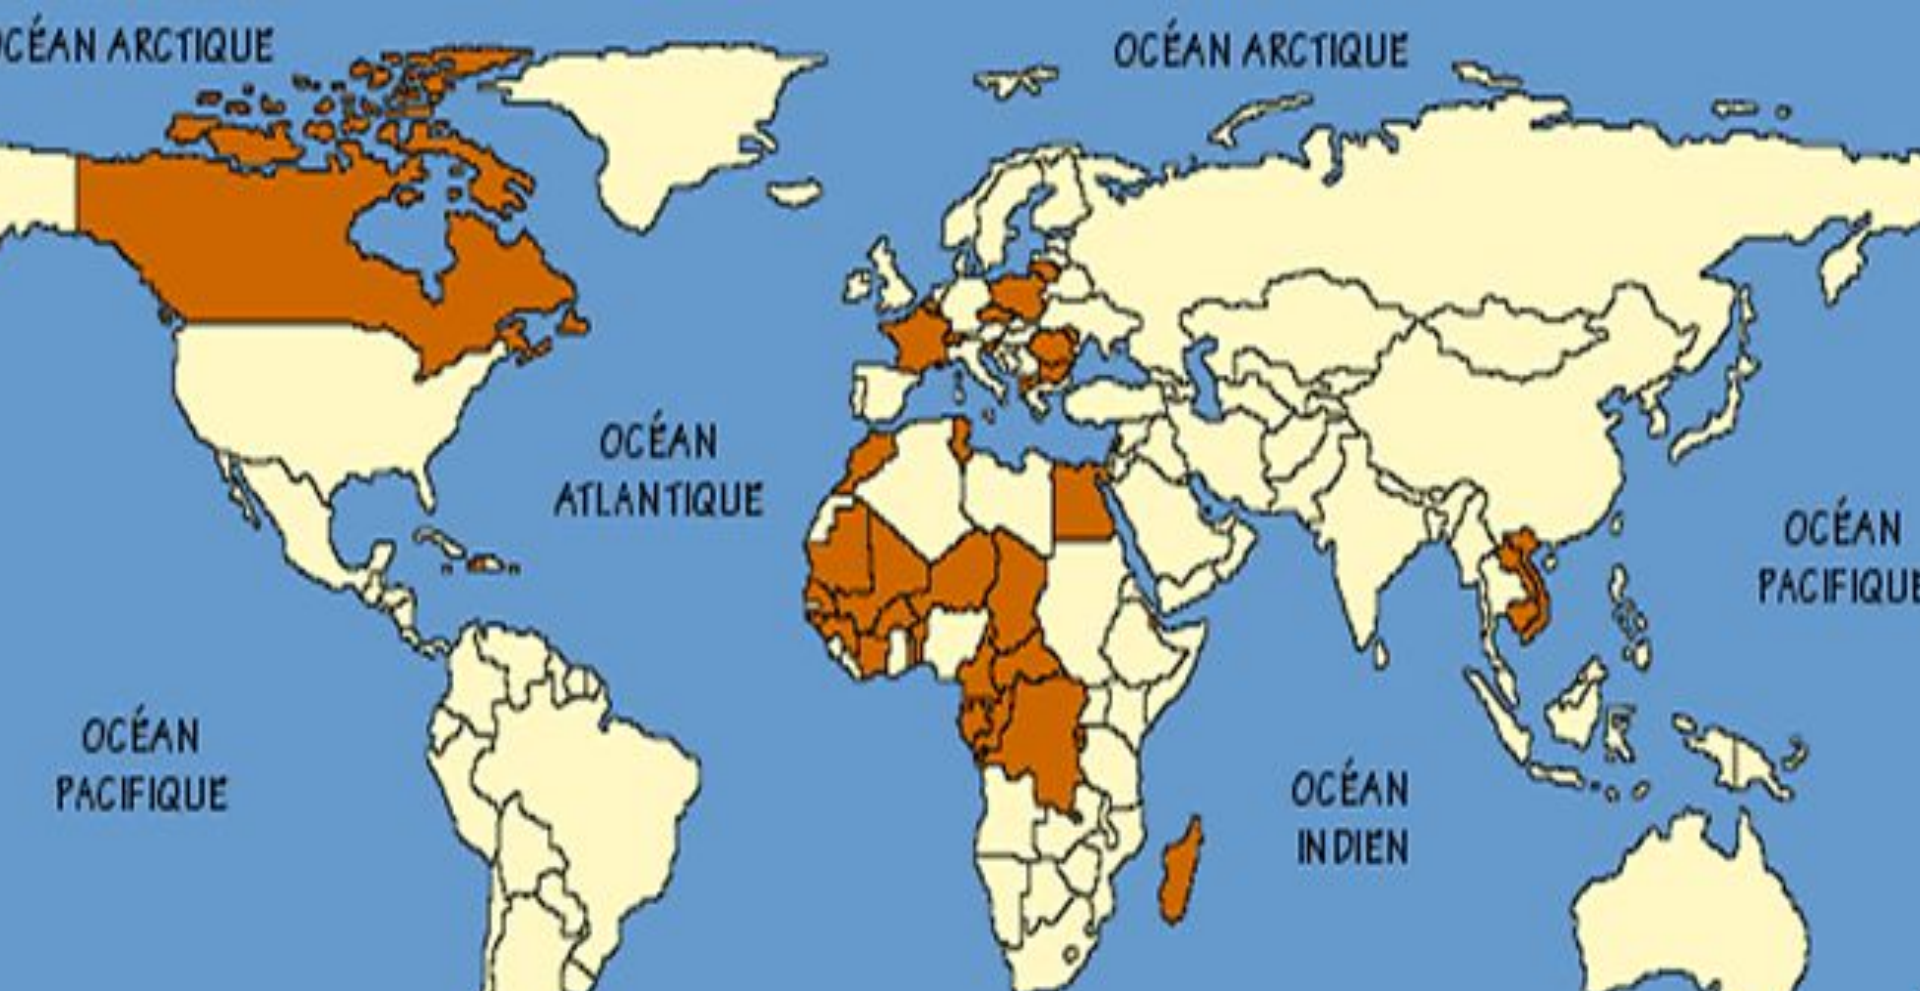 OCÉAN ARCTIQUE
OCÉAN ARCTIQUE
OCÉAN
ATLANTIQUE
OCÉAN
PACIFIQUE
OCÉAN
PACIFIQUE
OCÉAN
INDIEN